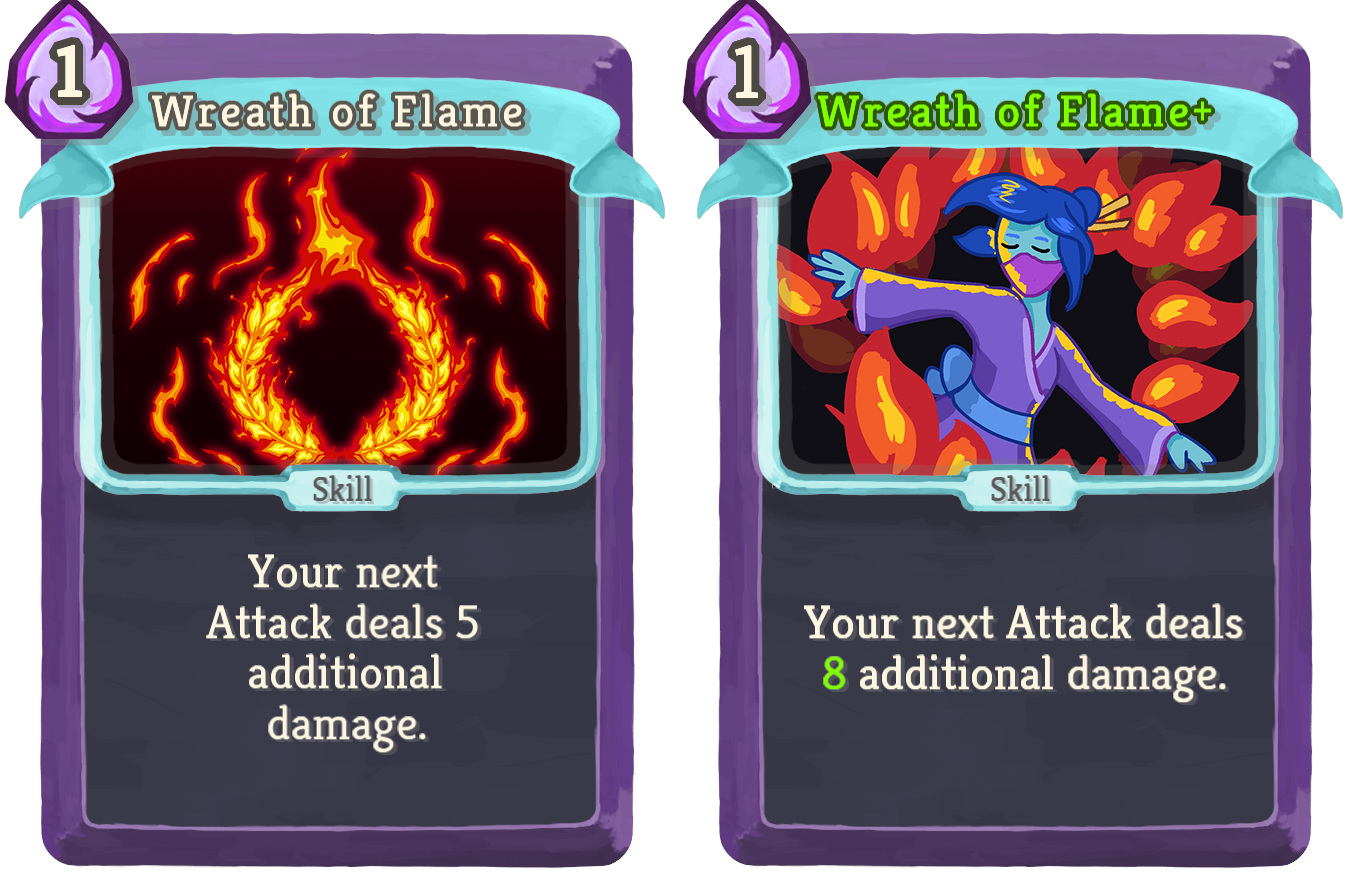 1
Wreath of Flame
Skill
Your next
Attack deals 5
additional
damage.
1
Wreath of Flame+
Skill
Your next Attack deals
8 additional damage.